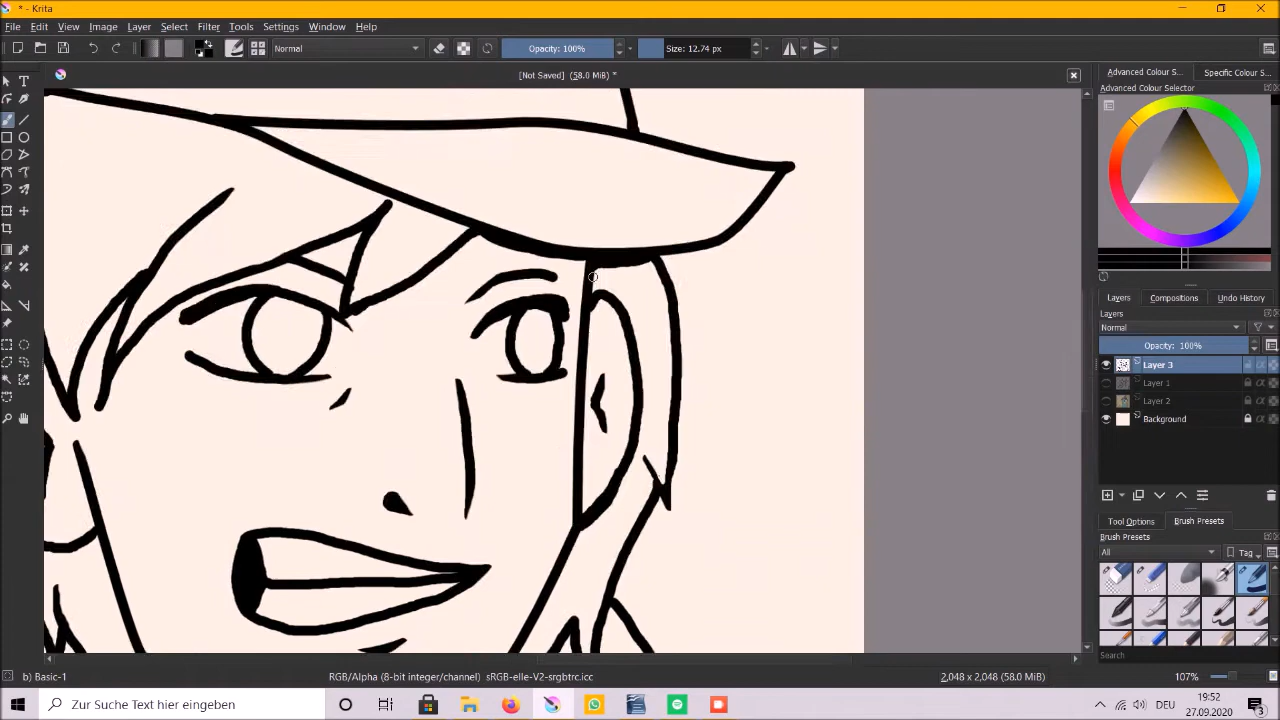 * - Krita
File Edit View Image Layer Select Filter Tools Settings Window Help
Normal Opacity: 100% Size: 12.74 px
[Not Saved] (58.0 MiB) *
Advanced Colour S... Specific Colour S...
Advanced Colour Selector
Layers Compositions Undo History
Layers
Normal
Opacity: 100%
Layer 3
Layer 1
Layer 2
Background
Tool Options Brush Presets
Brush Presets
All Tag
Search
b) Basic-1 RGB/Alpha (8-bit integer/channel) sRGB-elle-V2-srgbtrc.icc 2,048 x 2,048 (58.0 MiB) 107%
Zur Suche Text hier eingeben
DEU
19:52
27.09.2020
3